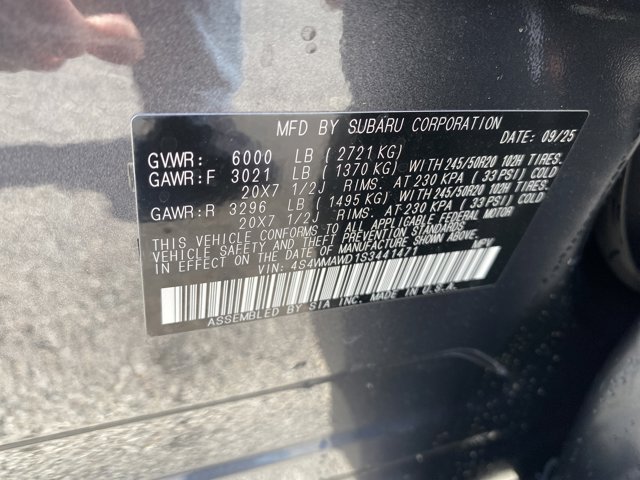 MFD BY SUBARU CORPORATION DATE: 09/25
GVWR: 6000 LB ( 2721 KG)
GAWR:F 3021 LB ( 1370 KG) WITH 245/50R20 102H TIRES.
20X7 1/2J RIMS. AT 230 KPA ( 33 PSI) COLD
GAWR:R 3296 LB ( 1495 KG) WITH 245/50R20 102H TIRES.
20X7 1/2J RIMS. AT 230 KPA ( 33 PSI) COLD
THIS VEHICLE CONFORMS TO ALL APPLICABLE FEDERAL MOTOR
VEHICLE SAFETY AND BUMPER STANDARDS IN EFFECT ON THE DATE OF MANUFACTURE SHOWN ABOVE.
VIN: 4S4WMAWD1S3441471 MPV
ASSEMBLED BY SIA INC. MADE IN U.S.A.